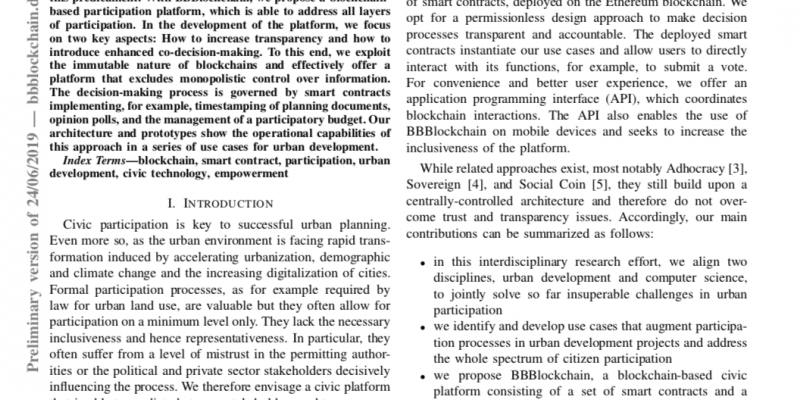 Preliminary version of 24/06/2019 — bbblockchain.d
based participation platform, which is able to address all layers
of participation. In the development of the platform, we focus
on two key aspects: How to increase transparency and how to
introduce enhanced co-decision-making. To this end, we exploit
the immutable nature of blockchains and effectively offer a
platform that excludes monopolistic control over information.
The decision-making process is governed by smart contracts
implementing, for example, timestamping of planning documents,
opinion polls, and the management of a participatory budget. Our
architecture and prototypes show the operational capabilities of
this approach in a series of use cases for urban development.
Index Terms—blockchain, smart contract, participation, urban
development, civic technology, empowerment
I. INTRODUCTION
Civic participation is key to successful urban planning.
Even more so, as the urban environment is facing rapid trans-
formation induced by accelerating urbanization, demographic
and climate change and the increasing digitalization of cities.
Formal participation processes, as for example required by
law for urban land use, are valuable but they often allow for
participation on a minimum level only. They lack the necessary
inclusiveness and hence representativeness. In particular, they
often suffer from a level of mistrust in the permitting author-
ities or the political and private sector stakeholders decisively
influencing the process. We therefore envisage a civic platform
of smart contracts, deployed on the Ethereum blockchain. We
opt for a permissionless design approach to make decision
processes transparent and accountable. The deployed smart
contracts instantiate our use cases and allow users to directly
interact with its functions, for example, to submit a vote.
For convenience and better user experience, we offer an
application programming interface (API), which coordinates
blockchain interactions. The API also enables the use of
BBBlockchain on mobile devices and seeks to increase the
inclusiveness of the platform.
While related approaches exist, most notably Adhocracy [3],
Sovereign [4], and Social Coin [5], they still build upon a
centrally-controlled architecture and therefore do not over-
come trust and transparency issues. Accordingly, our main
contributions can be summarized as follows:
• in this interdisciplinary research effort, we align two
disciplines, urban development and computer science,
to jointly solve so far insuperable challenges in urban
participation
• we identify and develop use cases that augment participa-
tion processes in urban development projects and address
the whole spectrum of citizen participation
• we propose BBBlockchain, a blockchain-based civic
platform consisting of a set of smart contracts and a